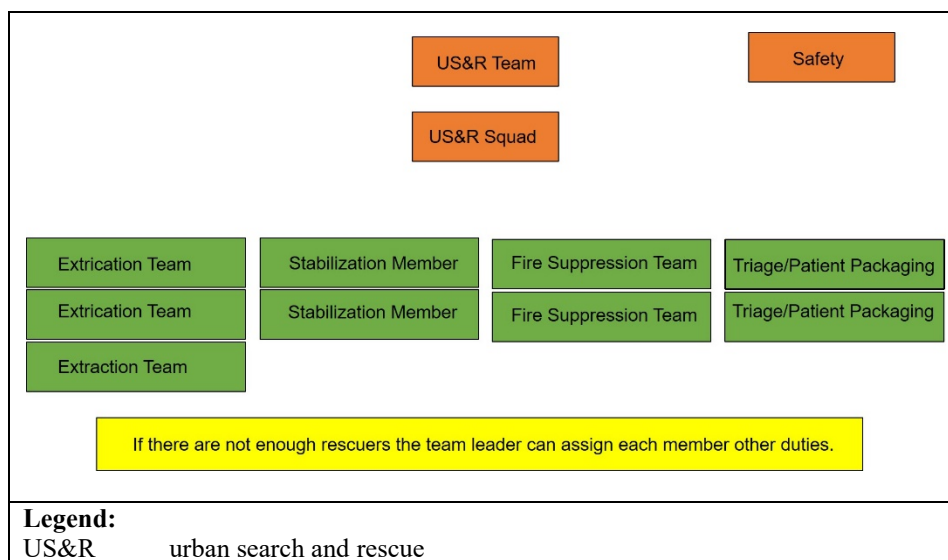 US&R Team
Safety
US&R Squad
Extrication Team
Stabilization Member
Fire Suppression Team
Triage/Patient Packaging
Extrication Team
Stabilization Member
Fire Suppression Team
Triage/Patient Packaging
Extraction Team
If there are not enough rescuers the team leader can assign each member other duties.
Legend:
US&R urban search and rescue